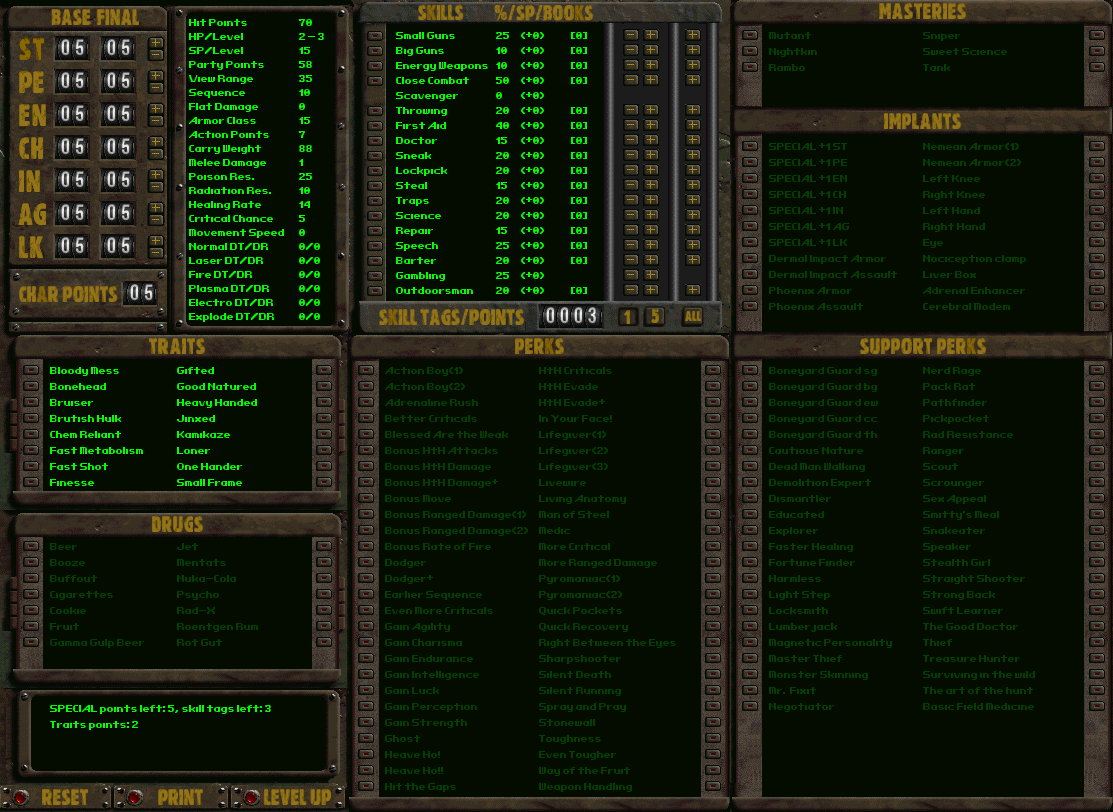 BASE FINAL
ST 05 05
PE 05 05
EN 05 05
CH 05 05
IN 05 05
AG 05 05
LK 05 05
CHAR POINTS 05
Hit Points 70
HP/Level 2-3
SP/Level 15
Party Points 58
View Range 35
Sequence 10
Flat Damage 0
Armor Class 15
Action Points 7
Carry Weight 88
Melee Damage 1
Poison Res. 25
Radiation Res. 10
Healing Rate 14
Critical Chance 5
Movement Speed 0
Normal DT/DR 0/0
Laser DT/DR 0/0
Fire DT/DR 0/0
Plasma DT/DR 0/0
Electro DT/DR 0/0
Explode DT/DR 0/0
SKILLS %/SP/BOOKS
Small Guns 25 (+0) [0]
Big Guns 10 (+0) [0]
Energy Weapons 10 (+0) [0]
Close Combat 50 (+0) [0]
Scavenger 0 (+0)
Throwing 20 (+0) [0]
First Aid 40 (+0) [0]
Doctor 15 (+0) [0]
Sneak 20 (+0) [0]
Lockpick 20 (+0) [0]
Steal 15 (+0) [0]
Traps 20 (+0) [0]
Science 20 (+0) [0]
Repair 15 (+0) [0]
Speech 25 (+0) [0]
Barter 20 (+0) [0]
Gambling 25 (+0)
Outdoorsman 20 (+0) [0]
SKILL TAGS/POINTS 0003 1 5 ALL
MASTERIES
Mutant Sniper
Nightkin Sweet Science
Rambo Tank
IMPLANTS
SPECIAL +1ST Nemean Armor(1)
SPECIAL +1PE Nemean Armor(2)
SPECIAL +1EN Left Knee
SPECIAL +1CH Right Knee
SPECIAL +1IN Left Hand
SPECIAL +1AG Right Hand
SPECIAL +1LK Eye
Dermal Impact Armor Nociception clamp
Dermal Impact Assault Liver Box
Phoenix Armor Adrenal Enhancer
Phoenix Assault Cerebral Modem
TRAITS
Bloody Mess Gifted
Bonehead Good Natured
Bruiser Heavy Handed
Brutish Hulk Jinxed
Chem Reliant Kamikaze
Fast Metabolism Loner
Fast Shot One Hander
Finesse Small Frame
DRUGS
Beer Jet
Booze Mentats
Buffout Nuka-Cola
Cigarettes Psycho
Cookie Rad-X
Fruit Roentgen Rum
Gamma Gulp Beer Rot Gut
SPECIAL points left:5, skill tags left:3
Traits points:2
RESET PRINT LEVEL UP
PERKS
Action Boy(1) HtH Criticals
Action Boy(2) HtH Evade
Adrenaline Rush HtH Evade+
Better Criticals In Your Face!
Blessed Are the Weak Lifegiver(1)
Bonus HtH Attacks Lifegiver(2)
Bonus HtH Damage Lifegiver(3)
Bonus HtH Damage+ Livewire
Bonus Move Living Anatomy
Bonus Ranged Damage(1) Man of Steel
Bonus Ranged Damage(2) Medic
Bonus Rate of Fire More Critical
Dodger More Ranged Damage
Dodger+ Pyromaniac(1)
Earlier Sequence Pyromaniac(2)
Even More Criticals Quick Pockets
Gain Agility Quick Recovery
Gain Charisma Right Between the Eyes
Gain Endurance Sharpshooter
Gain Intelligence Silent Death
Gain Luck Silent Running
Gain Perception Spray and Pray
Gain Strength Stonewall
Ghost Toughness
Heave Ho! Even Tougher
Heave Ho!! Way of the Fruit
Hit the Gaps Weapon Handling
SUPPORT PERKS
Boneyard Guard sg Nerd Rage
Boneyard Guard bg Pack Rat
Boneyard Guard ew Pathfinder
Boneyard Guard cc Pickpocket
Boneyard Guard th Rad Resistance
Cautious Nature Ranger
Dead Man Walking Scout
Demolition Expert Scrounger
Dismantler Sex Appeal
Educated Smitty's Meal
Explorer Snakeater
Faster Healing Speaker
Fortune Finder Stealth Girl
Harmless Straight Shooter
Light Step Strong Back
Locksmith Swift Learner
Lumberjack The Good Doctor
Magnetic Personality Thief
Master Thief Treasure Hunter
Monster Skinning Surviving in the wild
Mr. Fixit The art of the hunt
Negotiator Basic Field Medicine